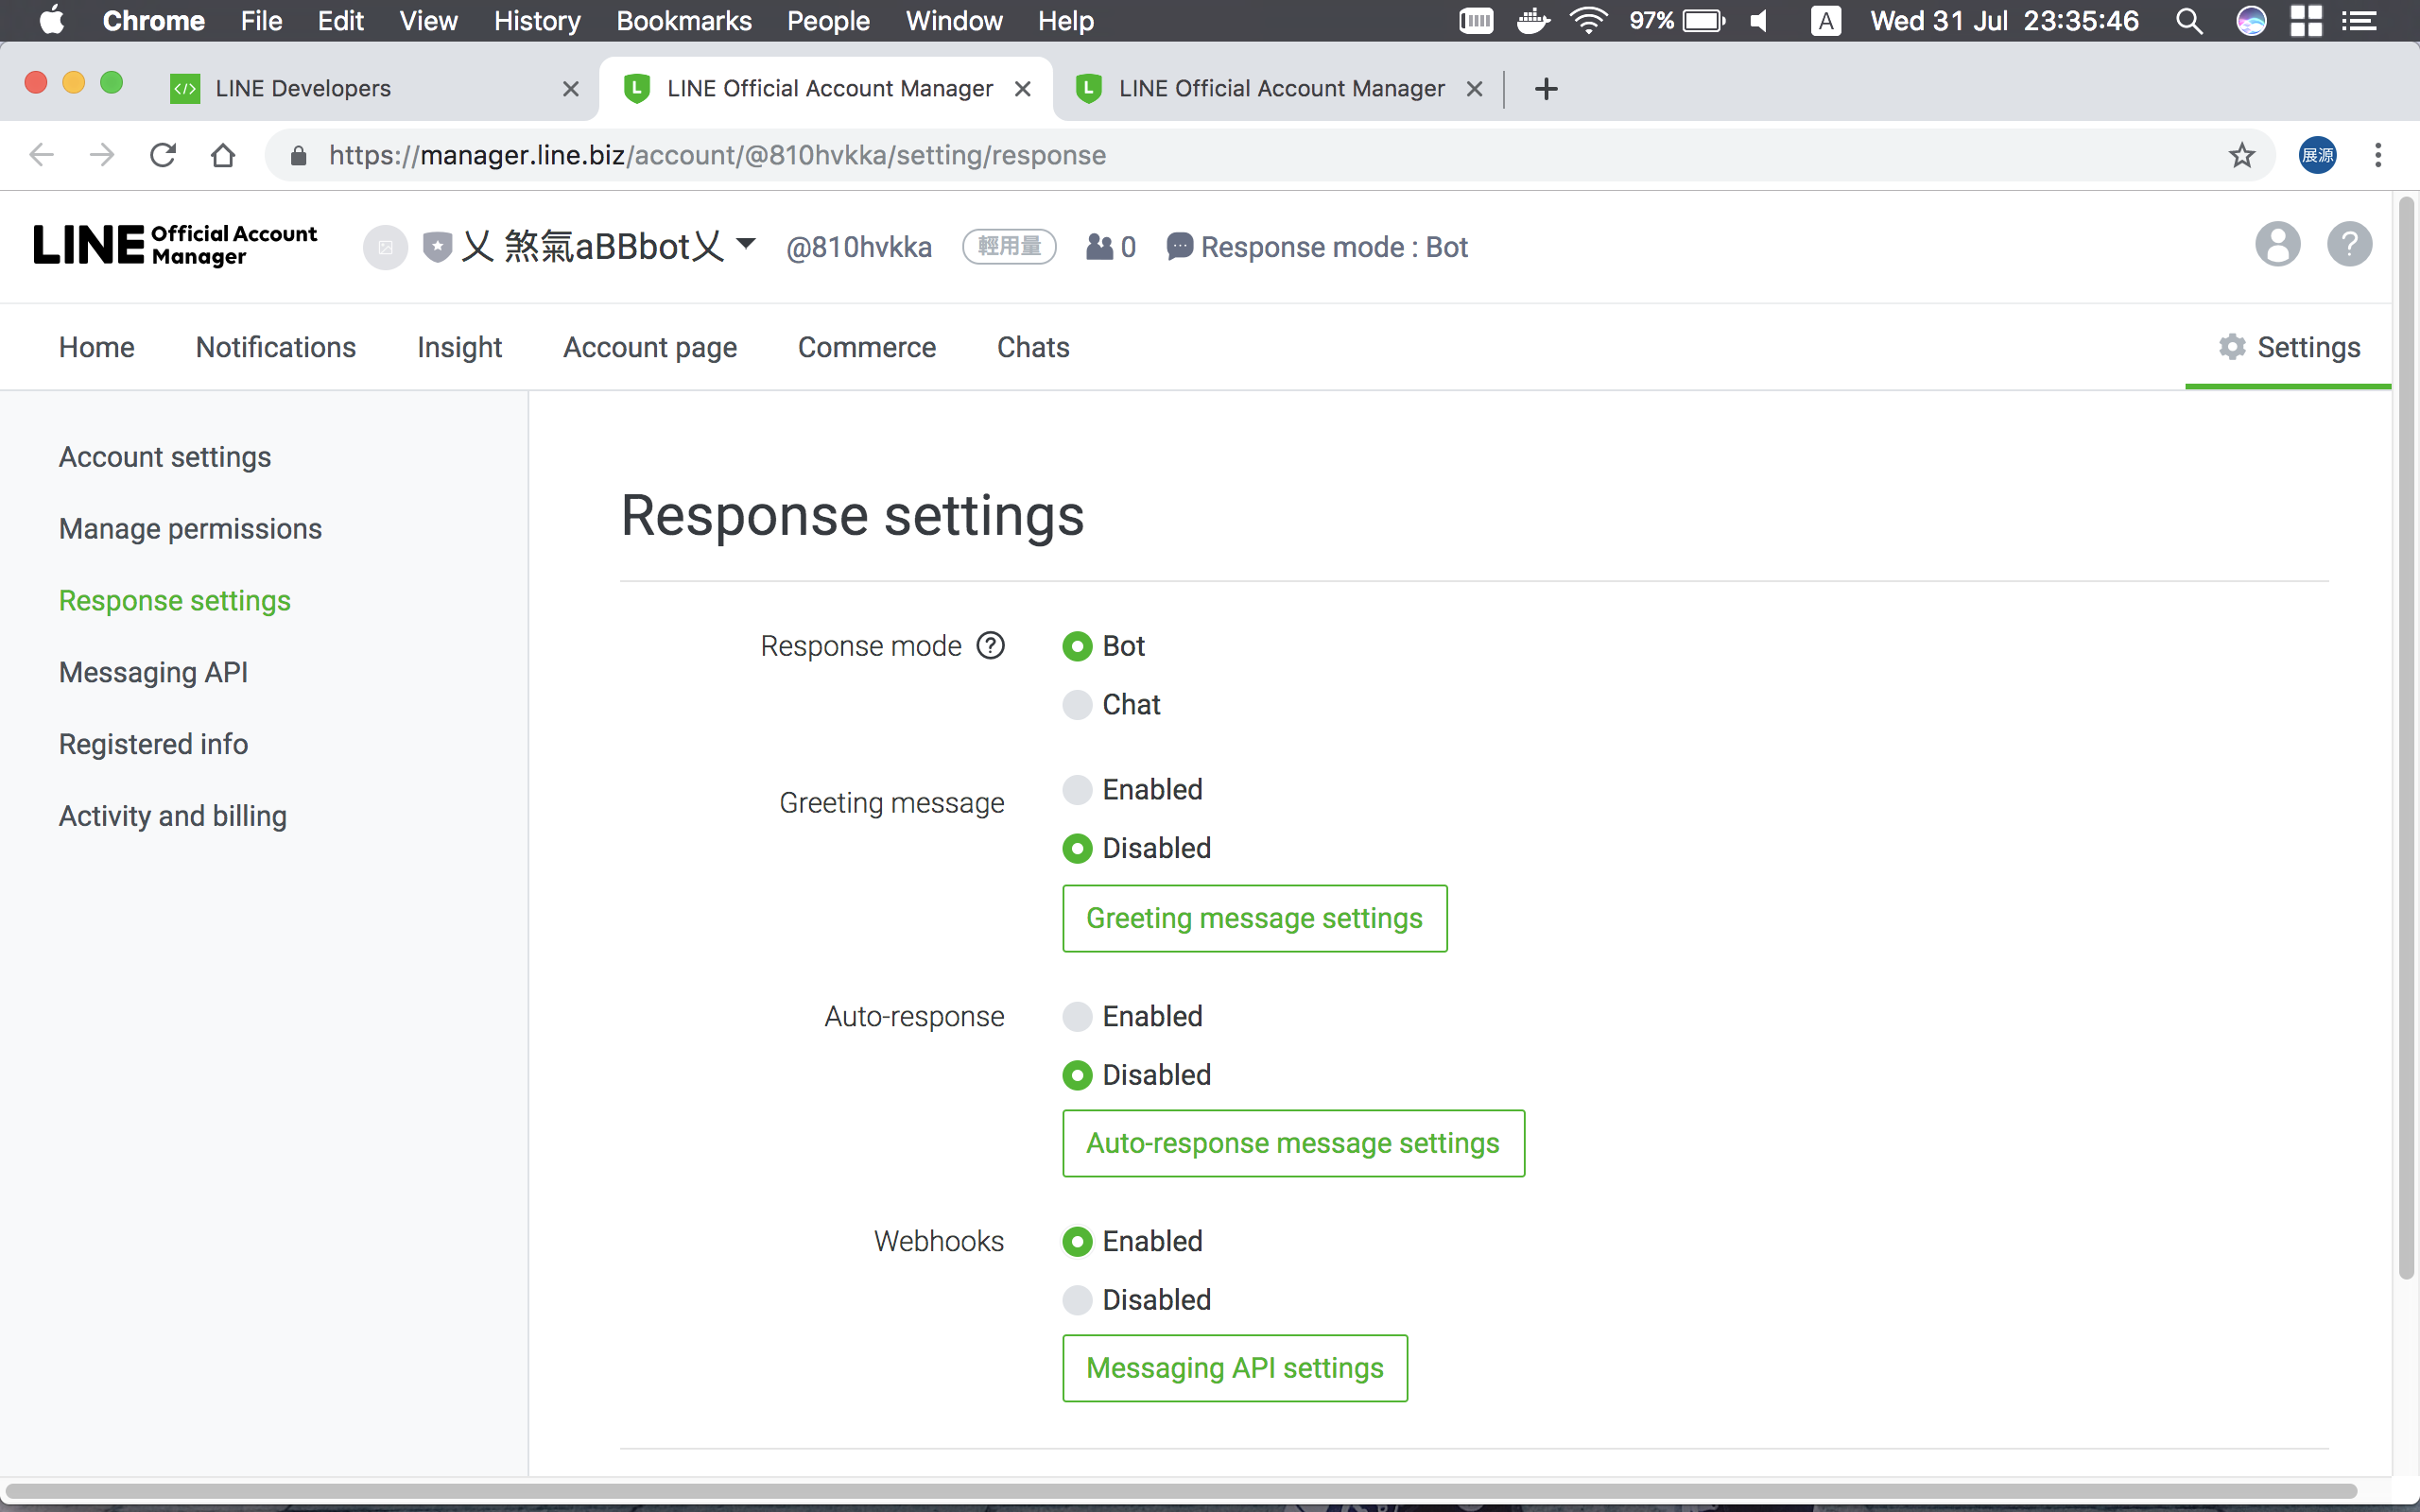 Chrome File Edit View History Bookmarks People Window Help 97% A Wed 31 Jul 23:35:46
LINE Developers LINE Official Account Manager LINE Official Account Manager
https://manager.line.biz/account/@810hvkka/setting/response 展源
LINE Official Account Manager 乂 煞氣aBBbot乂 @810hvkka 輕用量 0 Response mode : Bot
Home Notifications Insight Account page Commerce Chats Settings
Account settings
Manage permissions
Response settings
Messaging API
Registered info
Activity and billing
Response settings
Response mode Bot
Chat
Greeting message Enabled
Disabled
Greeting message settings
Auto-response Enabled
Disabled
Auto-response message settings
Webhooks Enabled
Disabled
Messaging API settings